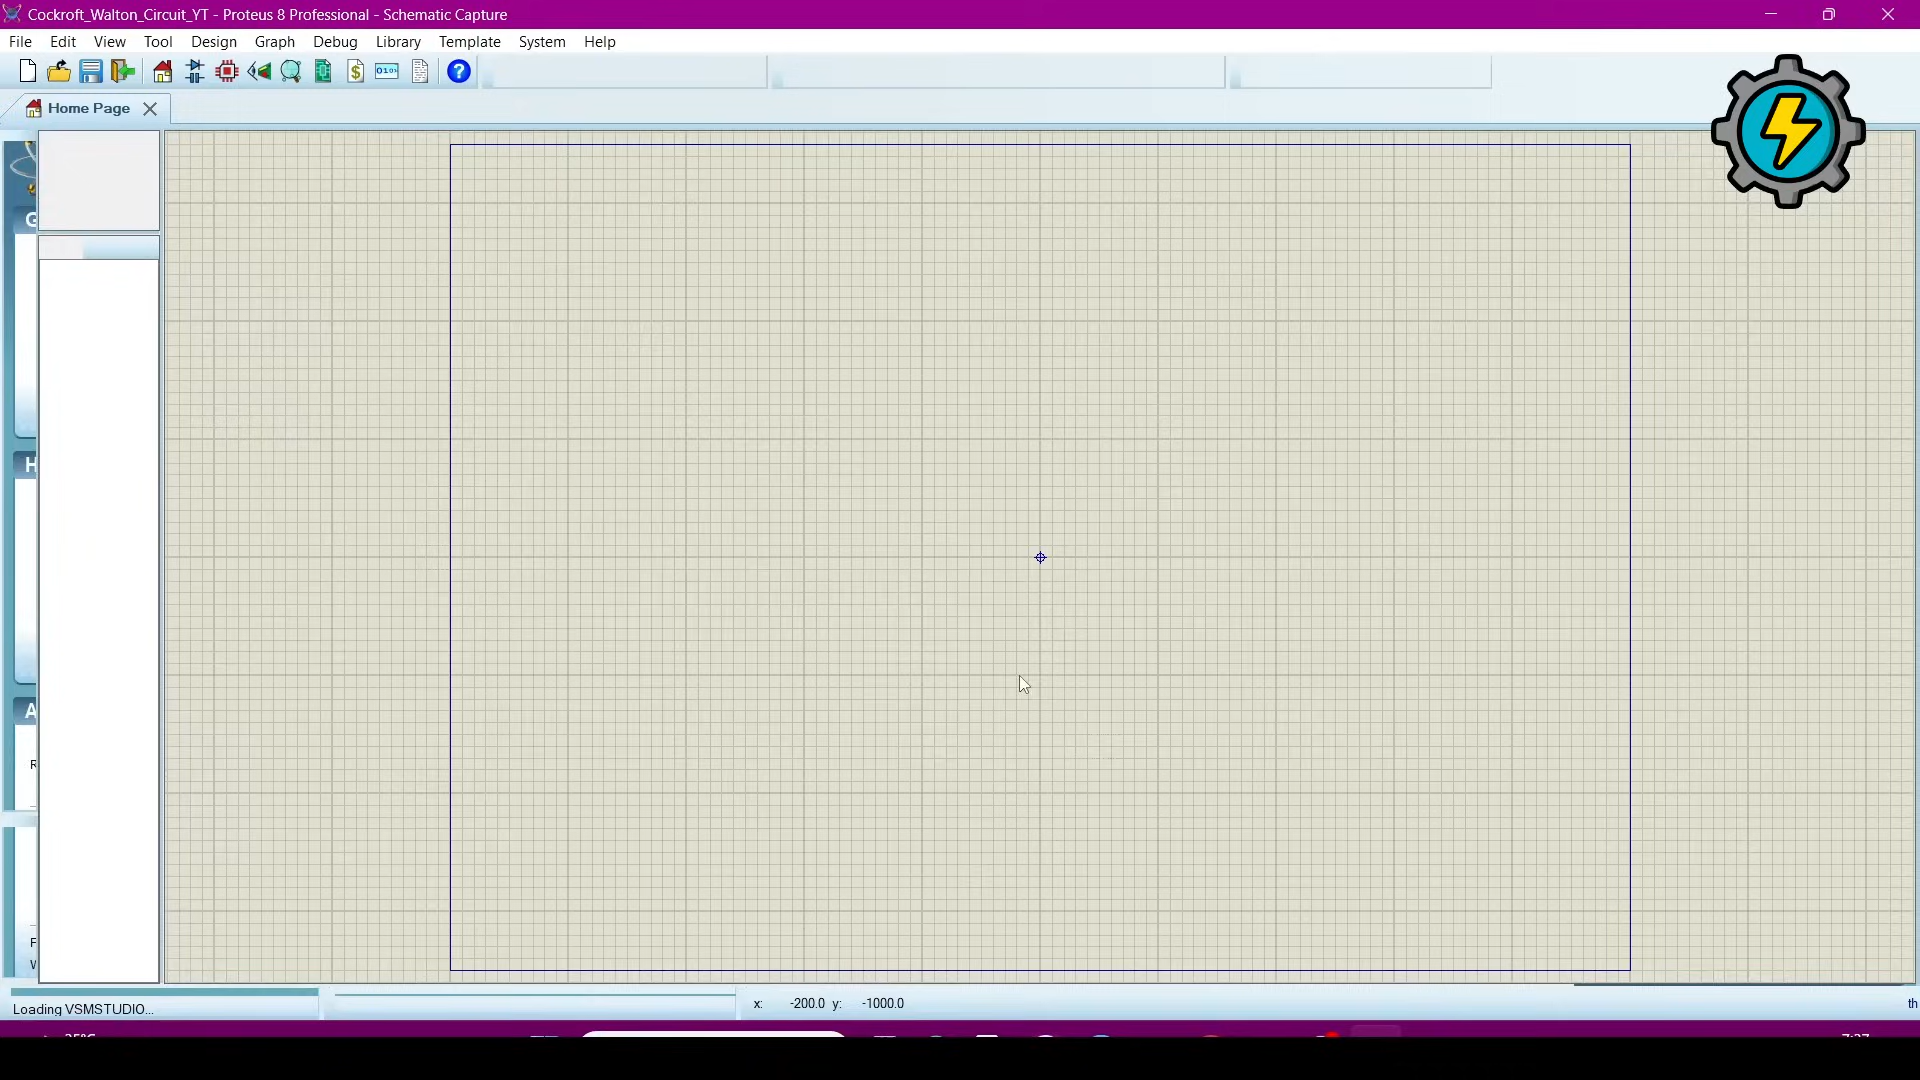 Cockroft_Walton_Circuit_YT - Proteus 8 Professional - Schematic Capture
File Edit View Tool Design Graph Debug Library Template System Help
Home Page
G
H
A
R
F
W
Loading VSMSTUDIO...
x: -200.0 y: -1000.0
th